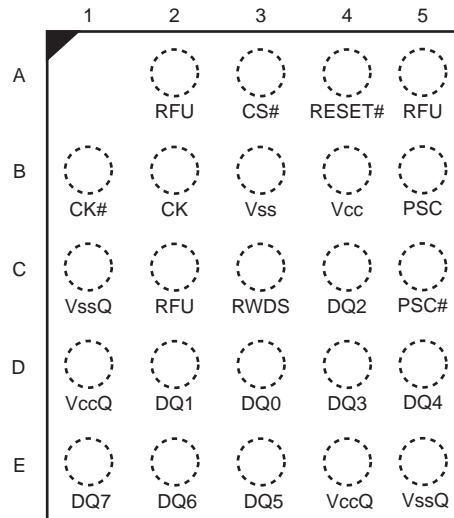 1 2 3 4 5
A
RFU CS# RESET# RFU
B
CK# CK Vss Vcc PSC
C
VssQ RFU RWDS DQ2 PSC#
D
VccQ DQ1 DQ0 DQ3 DQ4
E
DQ7 DQ6 DQ5 VccQ VssQ